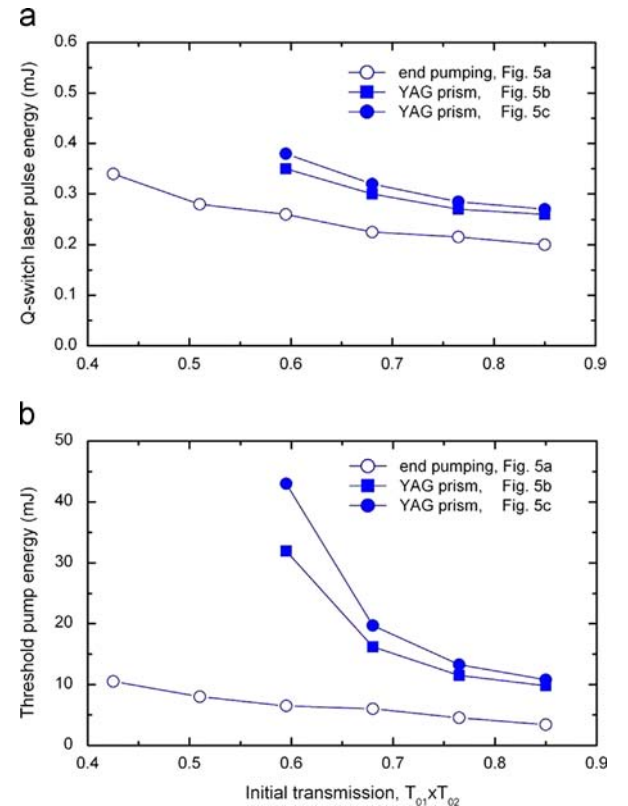 a
0.6
0.5
0.4
0.3
0.2
0.1
0.0
Q-switch laser pulse energy (mJ)
end pumping, Fig. 5a
YAG prism, Fig. 5b
YAG prism, Fig. 5c
0.4 0.5 0.6 0.7 0.8 0.9
b
50
40
30
20
10
0
Threshold pump energy (mJ)
end pumping, Fig. 5a
YAG prism, Fig. 5b
YAG prism, Fig. 5c
0.4 0.5 0.6 0.7 0.8 0.9
Initial transmission, T₀₁xT₀₂